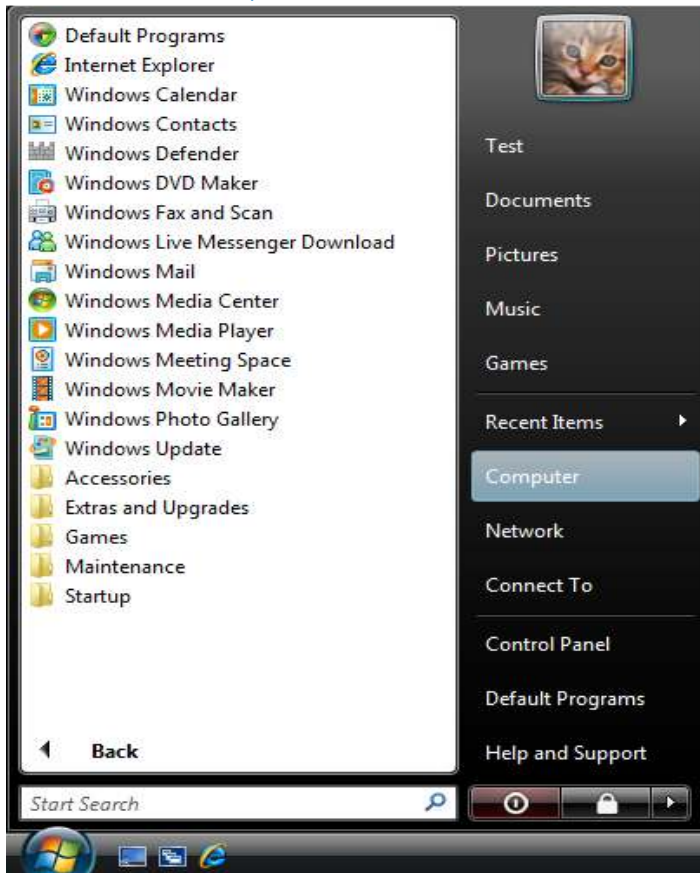 Default Programs
Internet Explorer
Windows Calendar
Windows Contacts
Windows Defender
Windows DVD Maker
Windows Fax and Scan
Windows Live Messenger Download
Windows Mail
Windows Media Center
Windows Media Player
Windows Meeting Space
Windows Movie Maker
Windows Photo Gallery
Windows Update
Accessories
Extras and Upgrades
Games
Maintenance
Startup
Back
Start Search
Test
Documents
Pictures
Music
Games
Recent Items
Computer
Network
Connect To
Control Panel
Default Programs
Help and Support